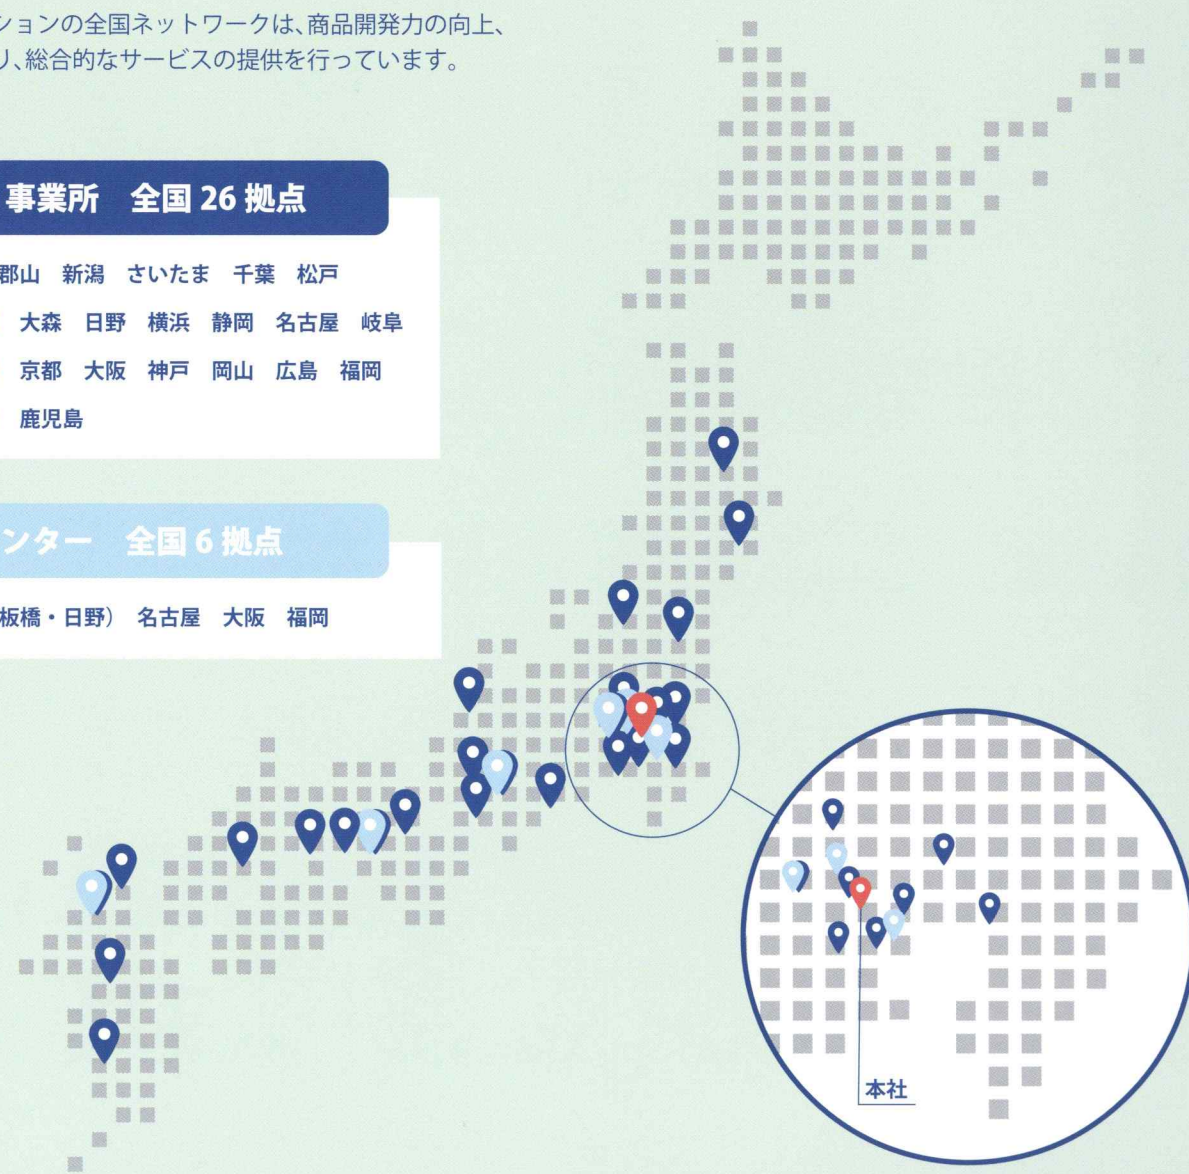 ションの全国ネットワークは、商品開発力の向上、
り、総合的なサービスの提供を行っています。
事業所　全国 26 拠点
郡山　新潟　さいたま　千葉　松戸
大森　日野　横浜　静岡　名古屋　岐阜
京都　大阪　神戸　岡山　広島　福岡
鹿児島
ンター　全国 6 拠点
板橋・日野）　名古屋　大阪　福岡
本社